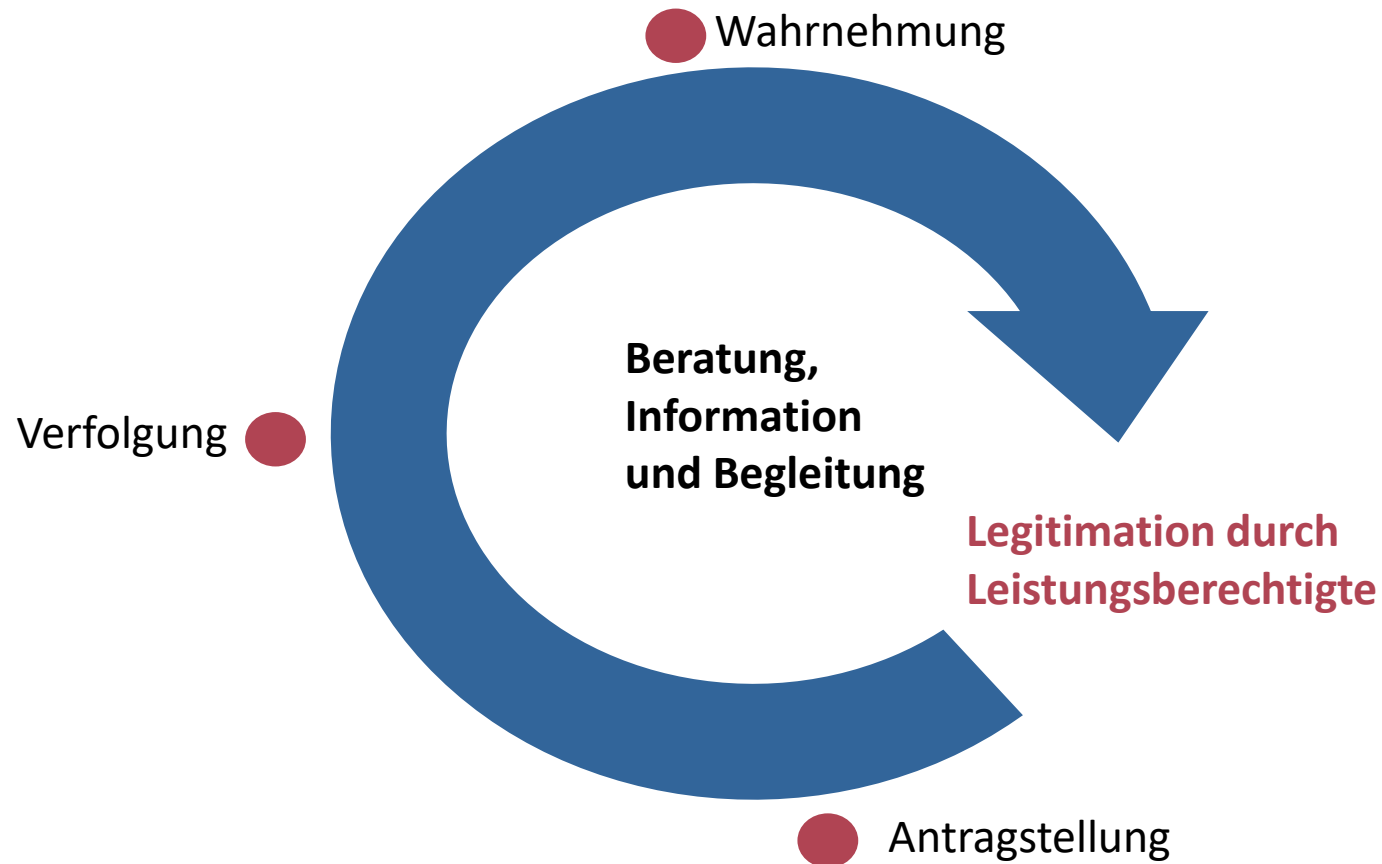 Wahrnehmung
Beratung,
Information
und Begleitung
Verfolgung
Legitimation durch
Leistungsberechtigte
Antragstellung